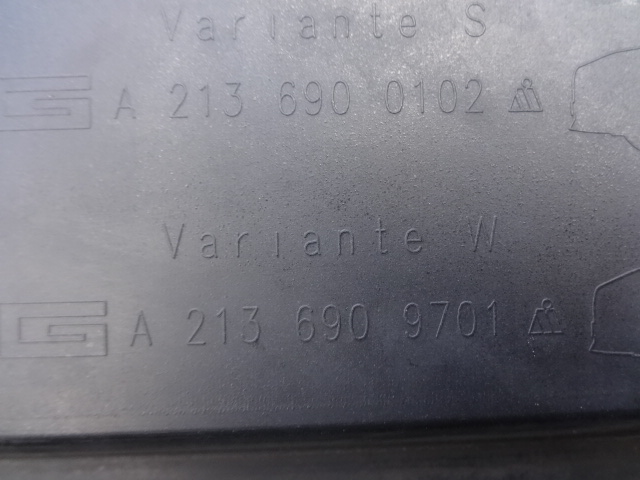 Variante S
A 213 690 0102
Variante W
A 213 690 9701